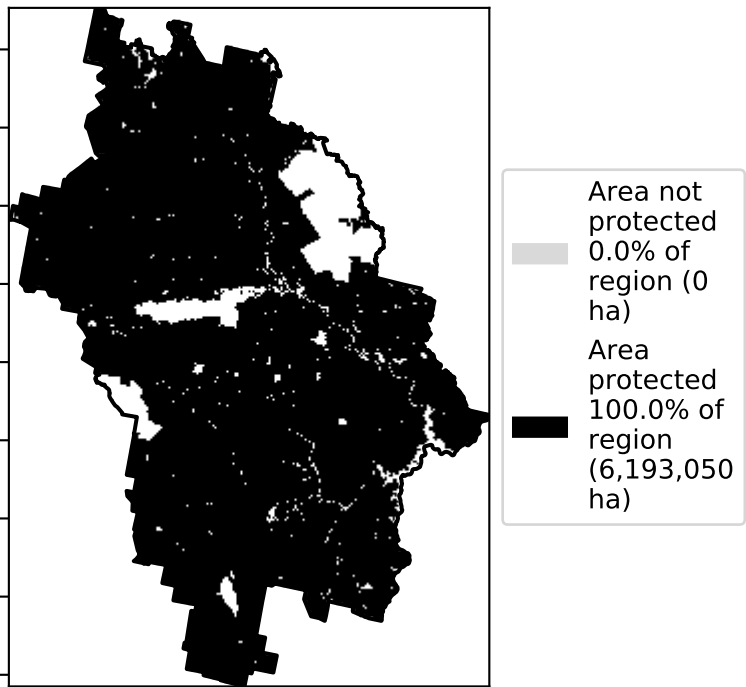 Area not
protected
0.0% of
region (0
ha)
Area
protected
100.0% of
region
(6,193,050
ha)